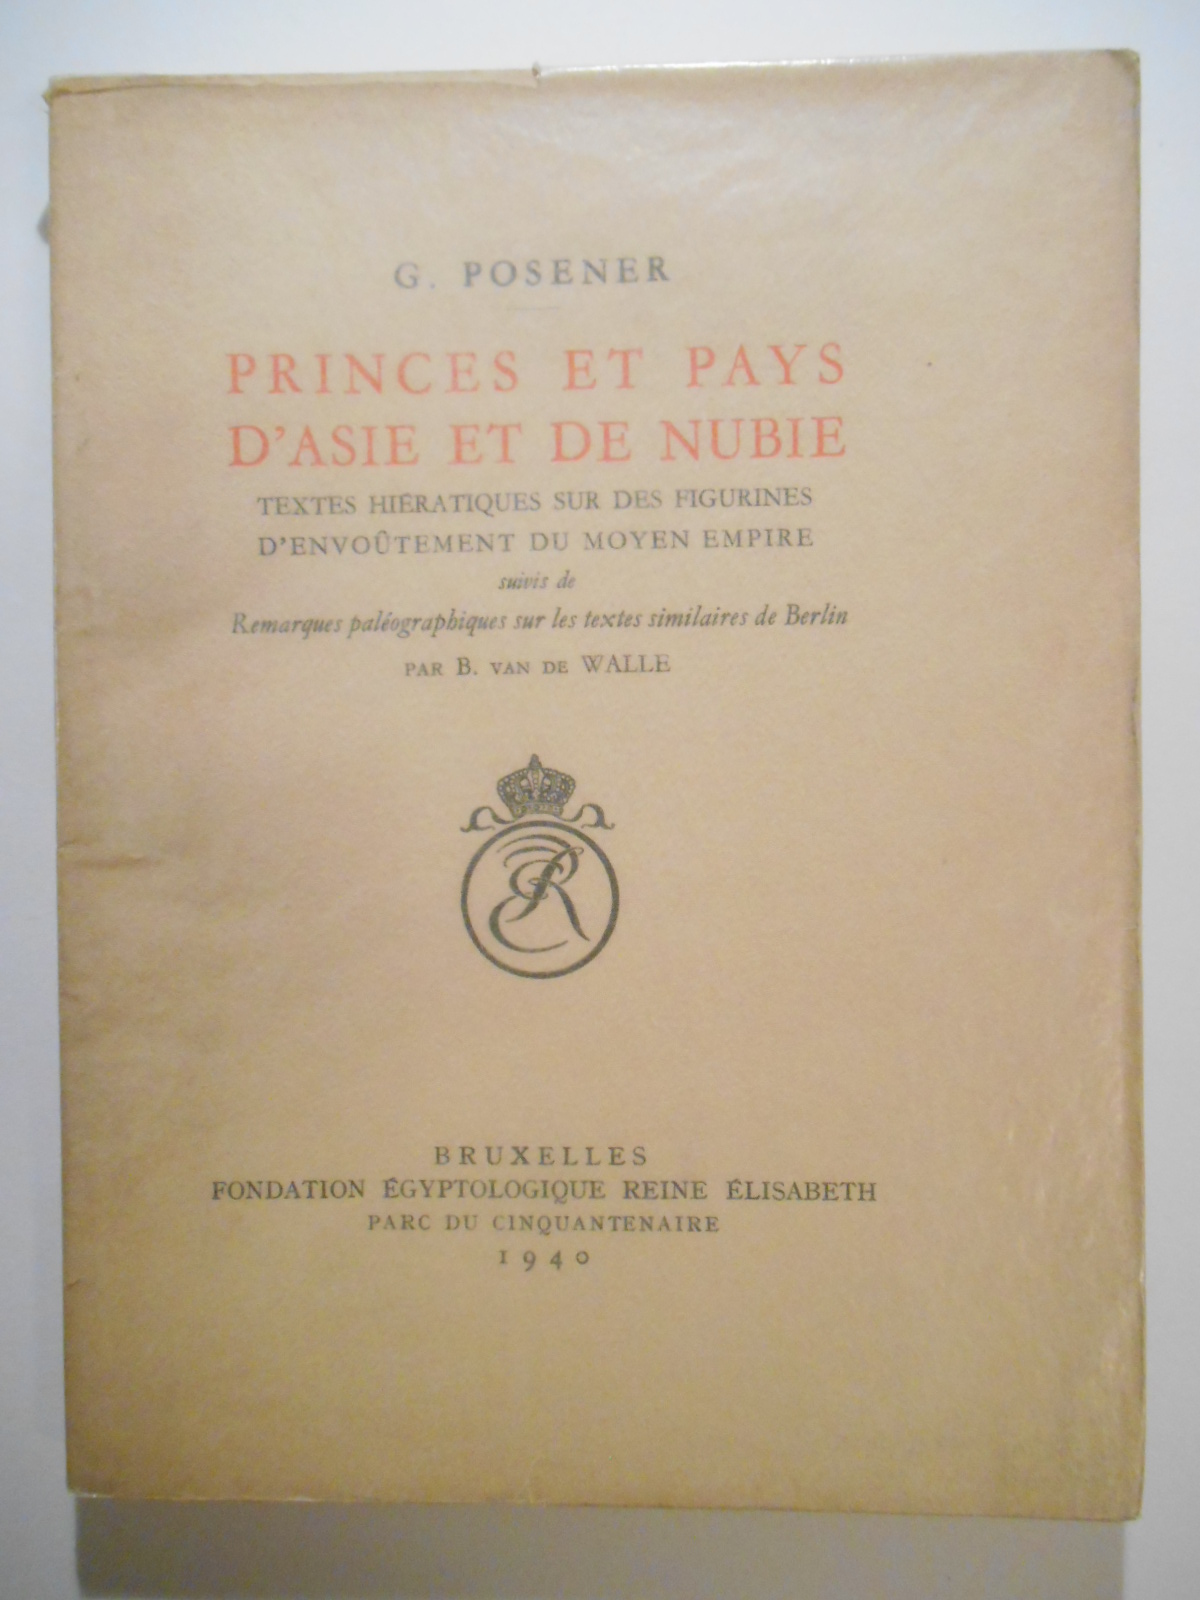 G. POSENER
PRINCES ET PAYS
D'ASIE ET DE NUBIE
TEXTES HIÉRATIQUES SUR DES FIGURINES
D'ENVOÛTEMENT DU MOYEN EMPIRE
suivis de
Remarques paléographiques sur les textes similaires de Berlin
PAR B. VAN DE WALLE
BRUXELLES
FONDATION ÉGYPTOLOGIQUE REINE ÉLISABETH
PARC DU CINQUANTENAIRE
1940